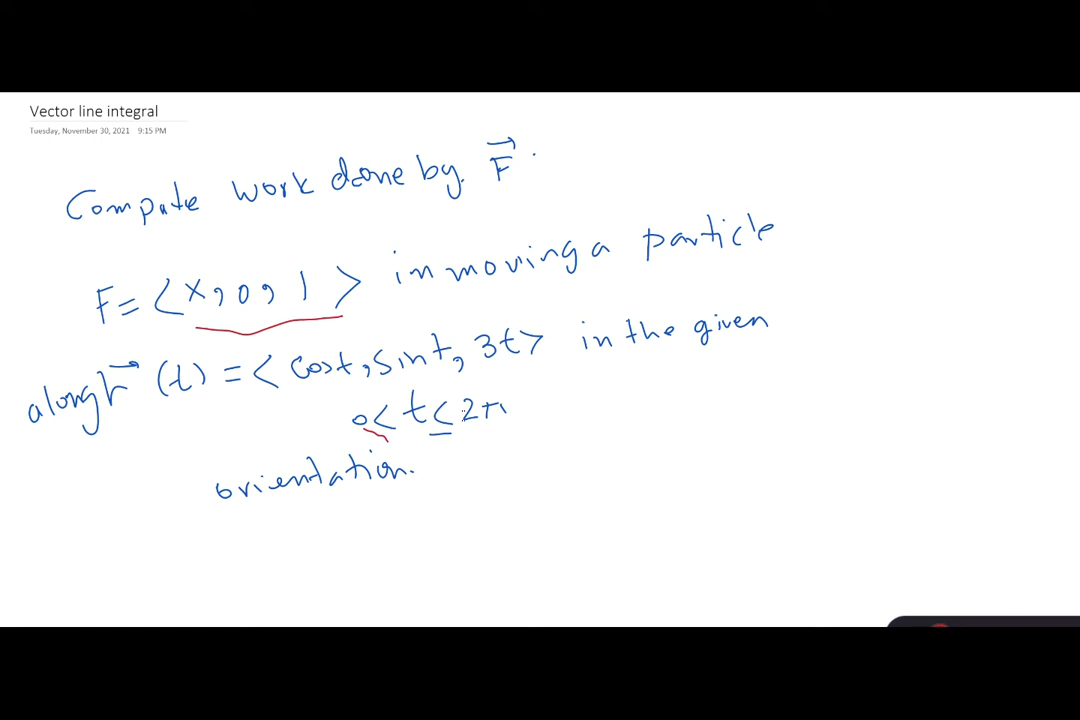 Vector line integral
Tuesday, November 30, 2021 9:15 PM
Compute work done by F⃗.
F = <x, 0, 1> in moving a particle
along r⃗(t) = <cost, sint, 3t> in the given
0 < t ≤ 2π
orientation.